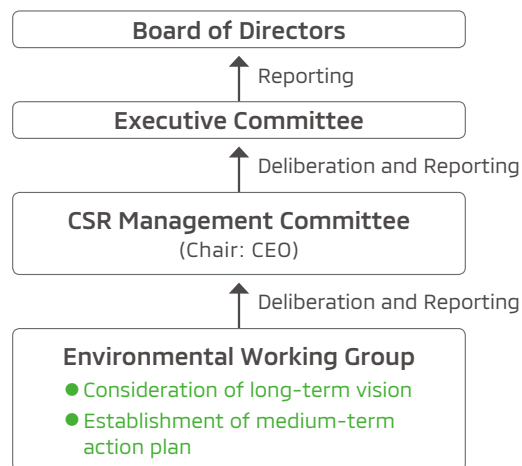 Board of Directors
Reporting
Executive Committee
Deliberation and Reporting
CSR Management Committee
(Chair: CEO)
Deliberation and Reporting
Environmental Working Group
● Consideration of long-term vision
● Establishment of medium-term
action plan